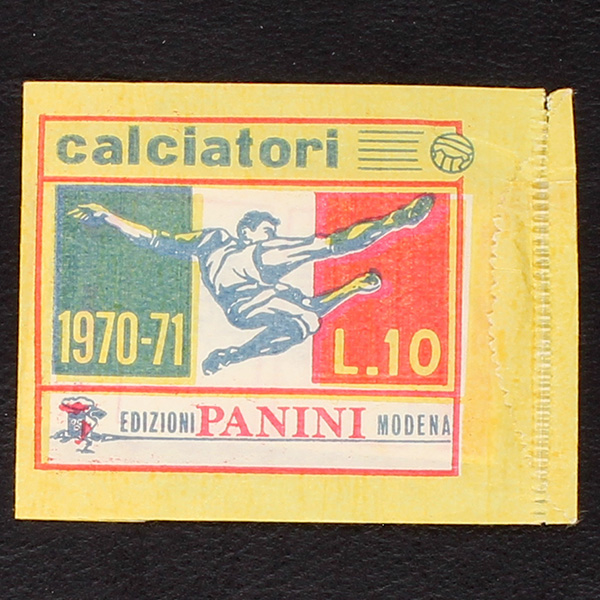 calciatori
1970-71 L.10
EDIZIONI PANINI MODENA